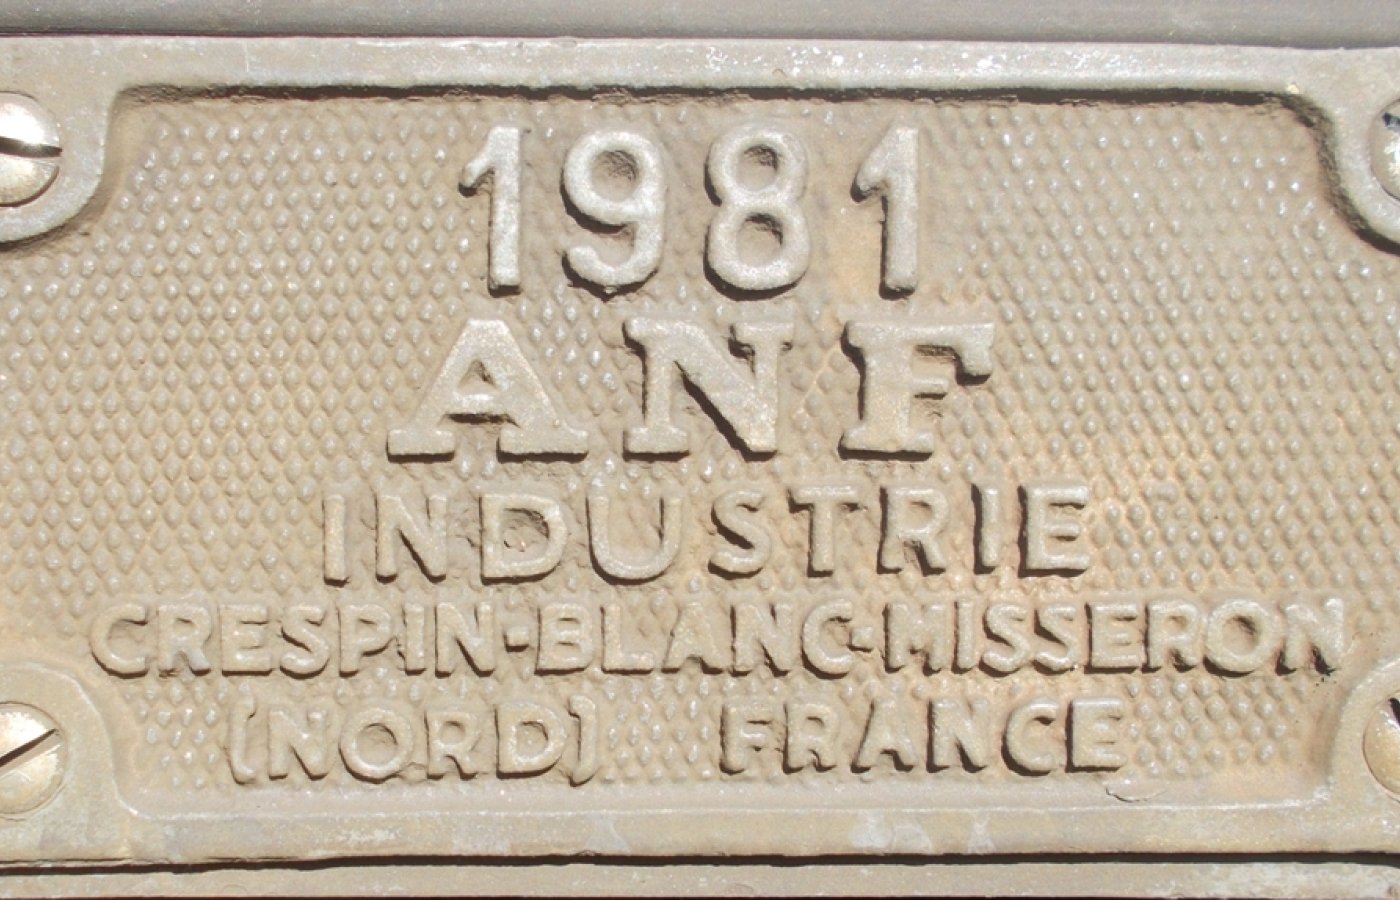 1981
ANF
INDUSTRIE
CRESPIN-BLANC-MISSERON
(NORD) FRANCE